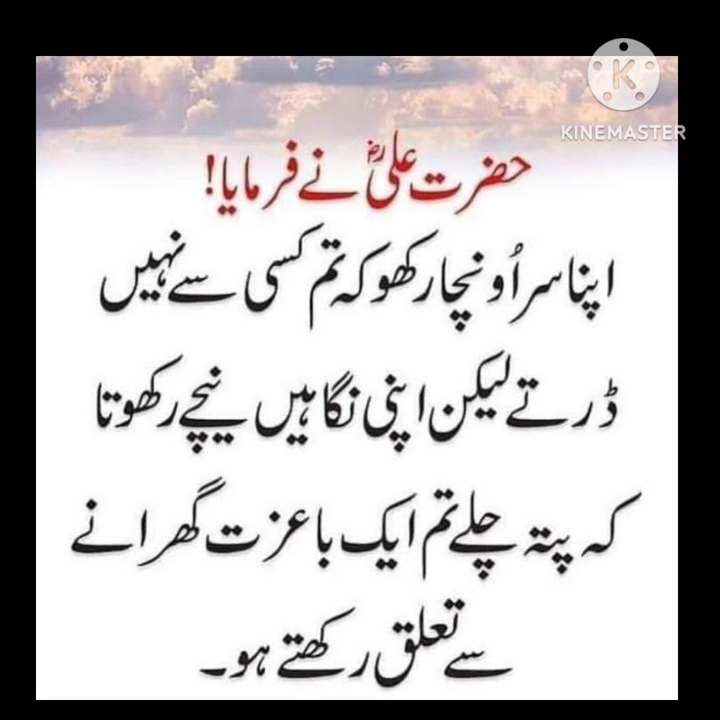 K
KINEMASTER
حضرت علیؓ نے فرمایا!
اپنا سر اُونچا رکھو کہ تم کسی سے نہیں
ڈرتے لیکن اپنی نگاہیں نیچے رکھو تا
کہ پتہ چلے تم ایک باعزت گھرانے
سے تعلق رکھتے ہو۔